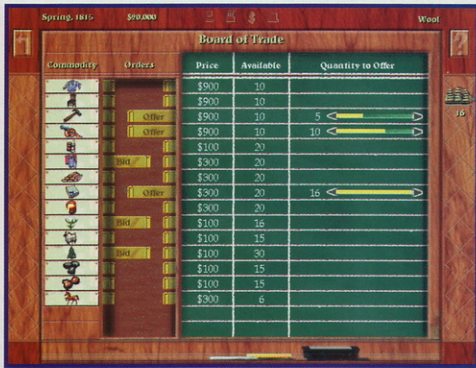 Spring, 1815 $90,000 Wool
Board of Trade
Commodity Orders Price Available Quantity to Offer
$900 10
$900 10
Offer $900 10 5
Offer $900 10 10
$100 20
Bid $300 20
$300 20
Offer $300 20 16
$300 20
Bid $100 16
$100 15
Bid $100 30
$100 15
$100 15
$300 6
16